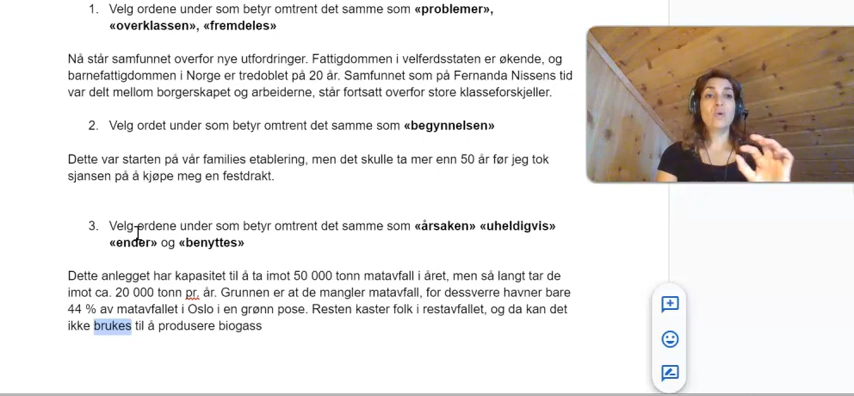 1. Velg ordene under som betyr omtrent det samme som «problemer»,
«overklassen», «fremdeles»
Nå står samfunnet overfor nye utfordringer. Fattigdommen i velferdsstaten er økende, og
barnefattigdommen i Norge er tredoblet på 20 år. Samfunnet som på Fernanda Nissens tid
var delt mellom borgerskapet og arbeiderne, står fortsatt overfor store klasseforskjeller.
2. Velg ordet under som betyr omtrent det samme som «begynnelsen»
Dette var starten på vår families etablering, men det skulle ta mer enn 50 år før jeg tok
sjansen på å kjøpe meg en festdrakt.
3. Velg ordene under som betyr omtrent det samme som «årsaken» «uheldigvis»
«ender» og «benyttes»
Dette anlegget har kapasitet til å ta imot 50 000 tonn matavfall i året, men så langt tar de
imot ca. 20 000 tonn pr. år. Grunnen er at de mangler matavfall, for dessverre havner bare
44 % av matavfallet i Oslo i en grønn pose. Resten kaster folk i restavfallet, og da kan det
ikke brukes til å produsere biogass